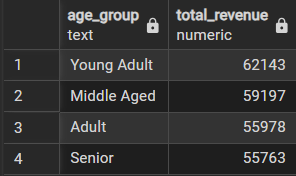 age_group total_revenue
text numeric
1 Young Adult 62143
2 Middle Aged 59197
3 Adult 55978
4 Senior 55763